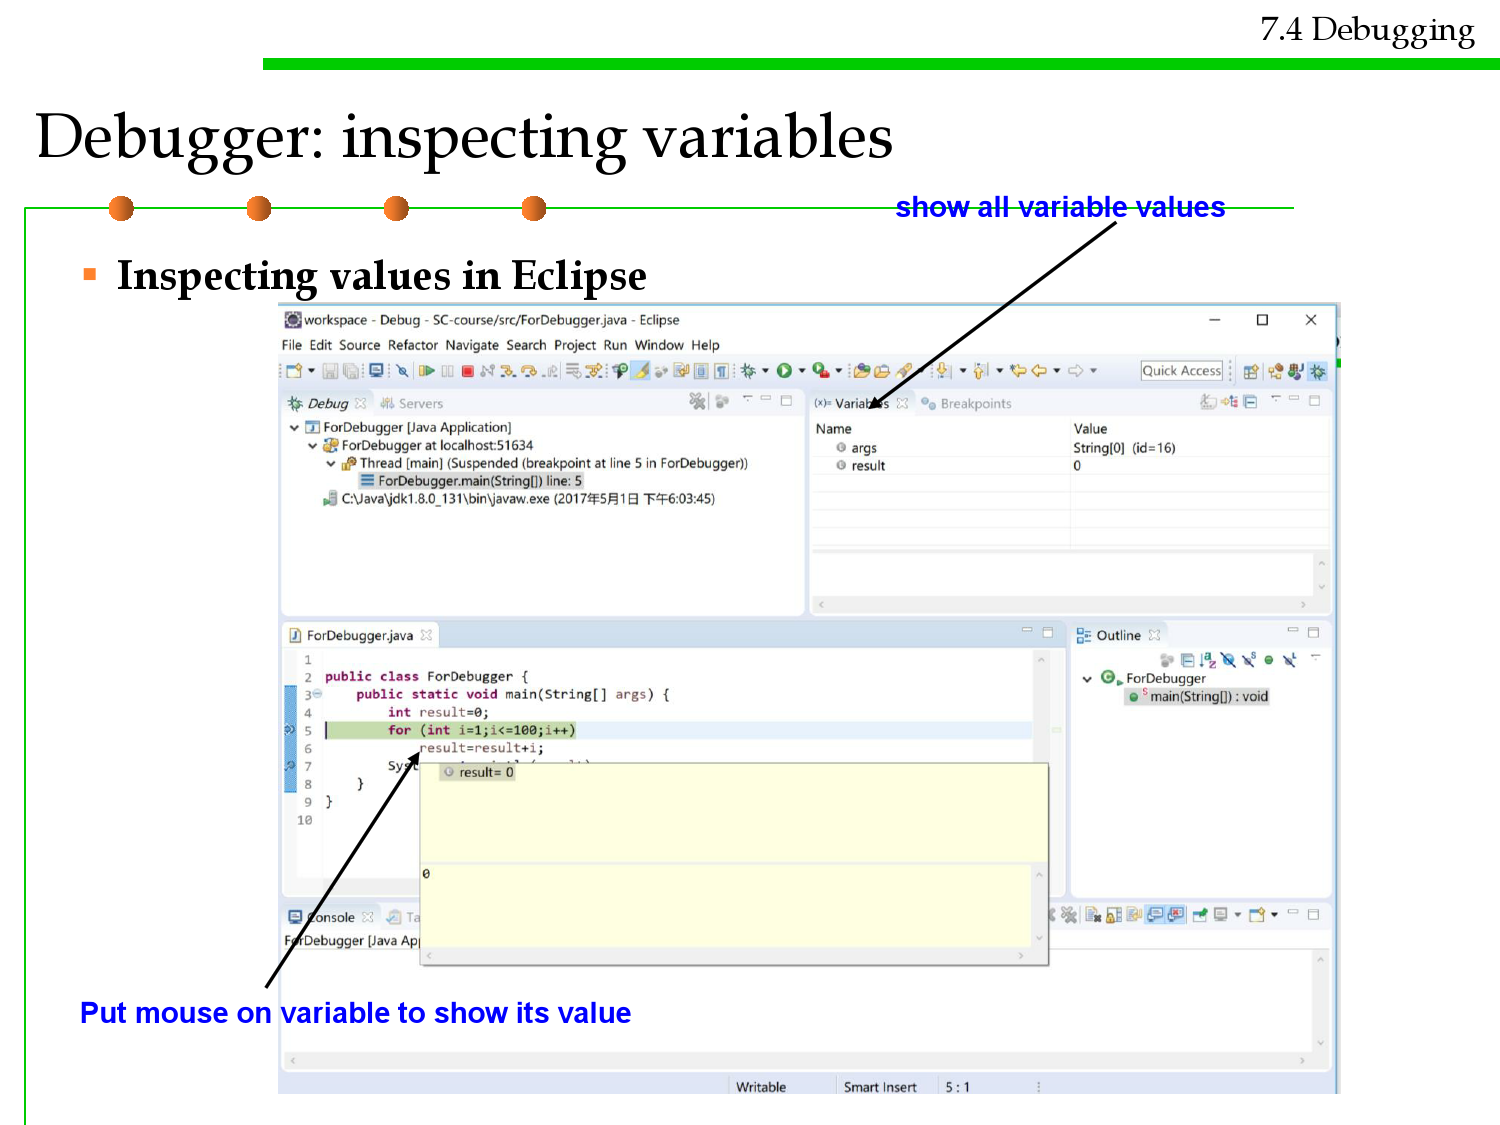 7.4 Debugging
Debugger: inspecting variables
show all variable values
Inspecting values in Eclipse
workspace - Debug - SC-course/src/ForDebugger.java - Eclipse
File Edit Source Refactor Navigate Search Project Run Window Help
Quick Access
Debug Servers
(x)= Variables Breakpoints
ForDebugger [Java Application]
ForDebugger at localhost:51634
Thread [main] (Suspended (breakpoint at line 5 in ForDebugger))
ForDebugger.main(String[]) line: 5
C:\Java\jdk1.8.0_131\bin\javaw.exe (2017年5月1日 下午6:03:45)
Name Value
args String[0] (id=16)
result 0
ForDebugger.java
1
2 public class ForDebugger {
3 public static void main(String[] args) {
4 int result=0;
5 for (int i=1;i<=100;i++)
6 result=result+i;
7 Syst
8 }
9 }
10
result= 0
0
Outline
ForDebugger
main(String[]) : void
Console Ta
ForDebugger [Java Ap
Put mouse on variable to show its value
Writable Smart Insert 5 : 1